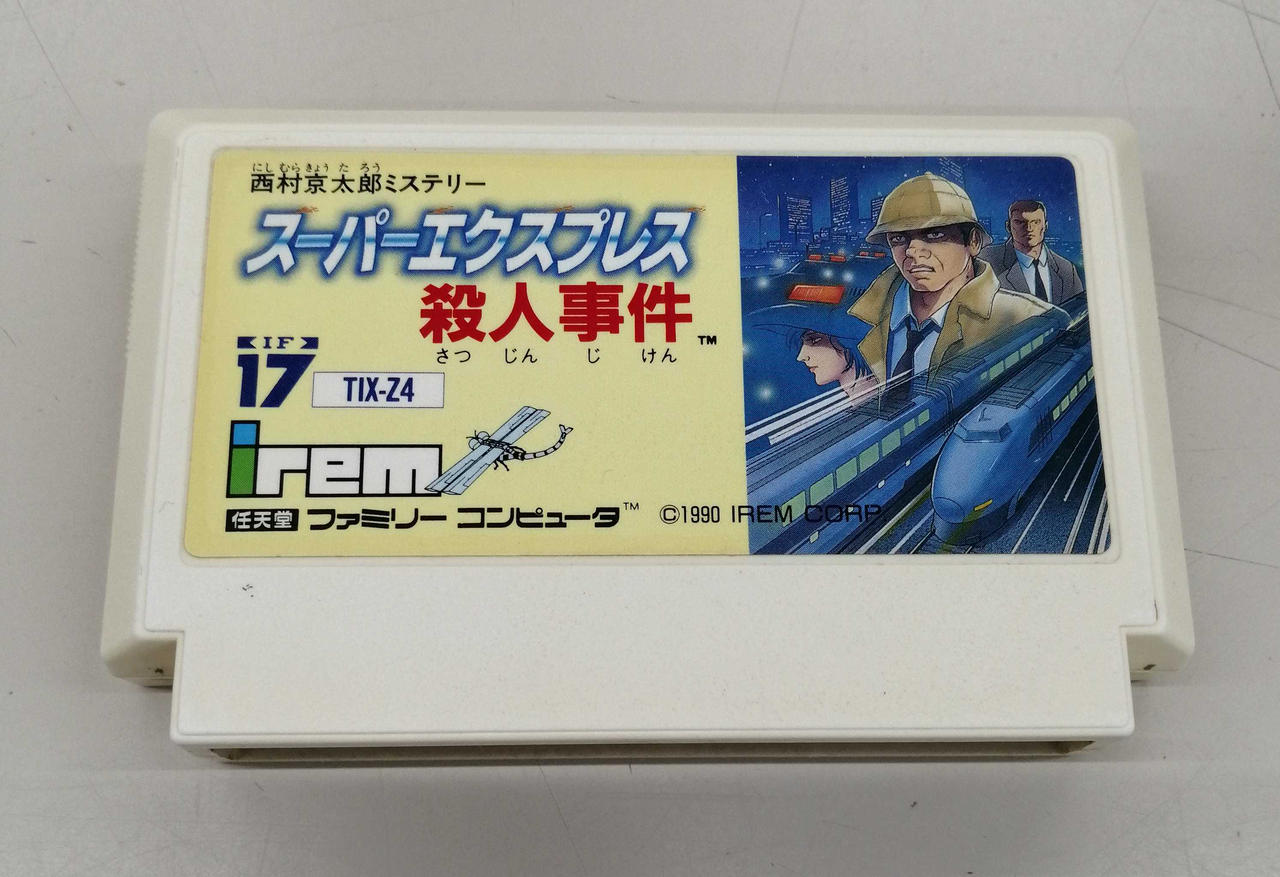 にしむらきょうたろう
西村京太郎ミステリー
スーパーエクスプレス
殺人事件 TM
さつ じん じ けん
IF
17 TIX-Z4
irem
任天堂 ファミリーコンピュータ TM ©1990 IREM CORP.